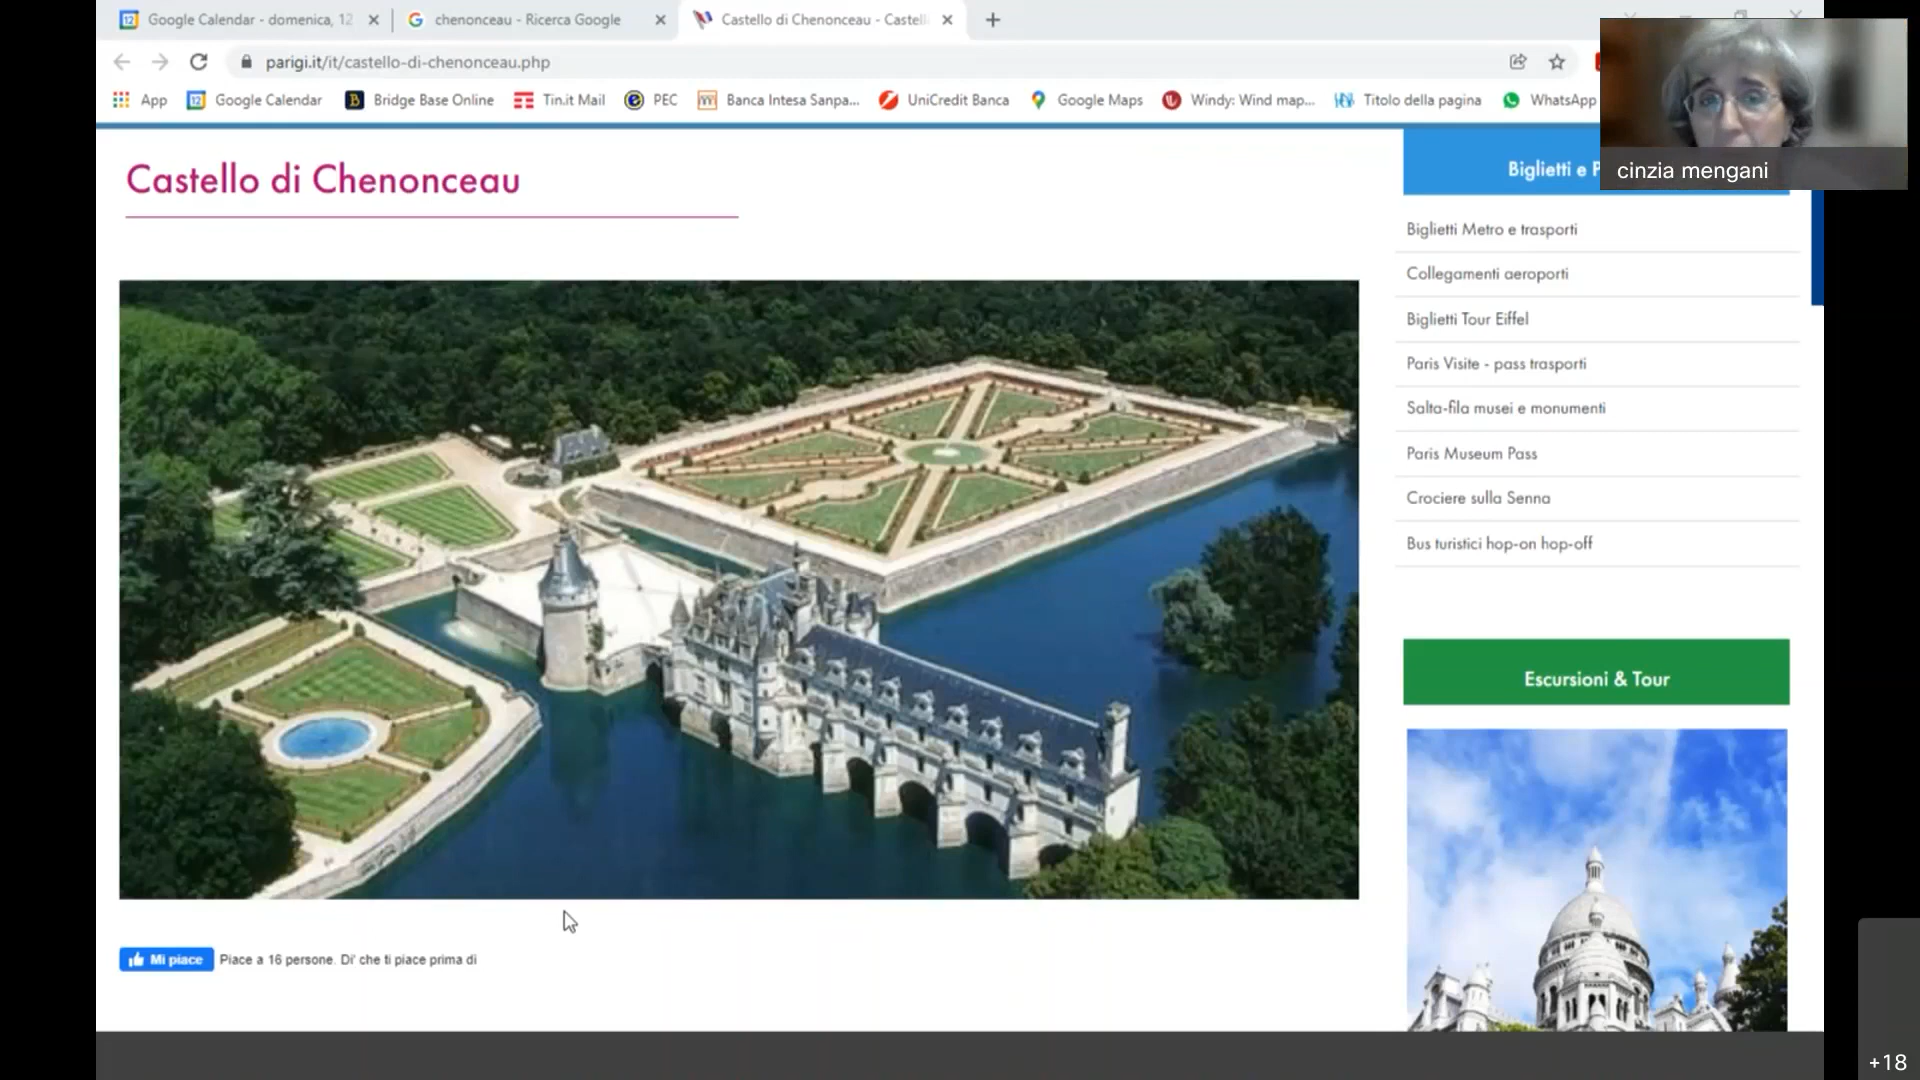 Google Calendar - domenica, 12
chenonceau - Ricerca Google
Castello di Chenonceau - Castell
parigi.it/it/castello-di-chenonceau.php
App
Google Calendar
Bridge Base Online
Tin.it Mail
PEC
Banca Intesa Sanpa...
UniCredit Banca
Google Maps
Windy: Wind map...
Titolo della pagina
WhatsApp
cinzia mengani
Castello di Chenonceau
Mi piace
Piace a 16 persone. Di' che ti piace prima di
Biglietti e P
Biglietti Metro e trasporti
Collegamenti aeroporti
Biglietti Tour Eiffel
Paris Visite - pass trasporti
Salta-fila musei e monumenti
Paris Museum Pass
Crociere sulla Senna
Bus turistici hop-on hop-off
Escursioni & Tour
+18